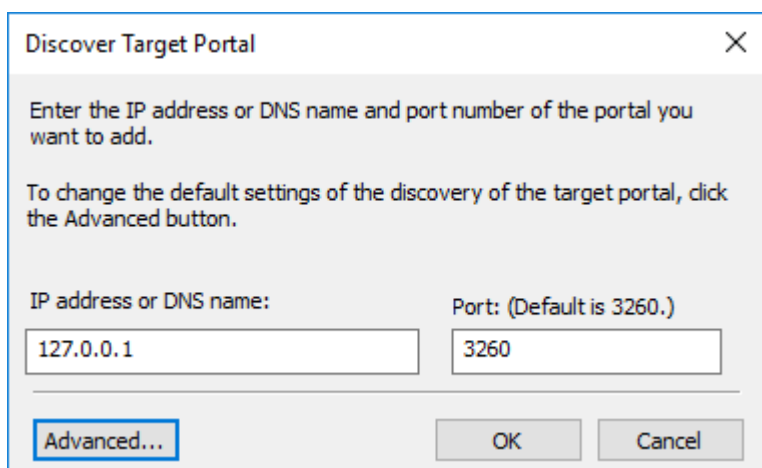 Discover Target Portal
Enter the IP address or DNS name and port number of the portal you
want to add.
To change the default settings of the discovery of the target portal, click
the Advanced button.
IP address or DNS name:
Port: (Default is 3260.)
127.0.0.1
3260
Advanced...
OK
Cancel